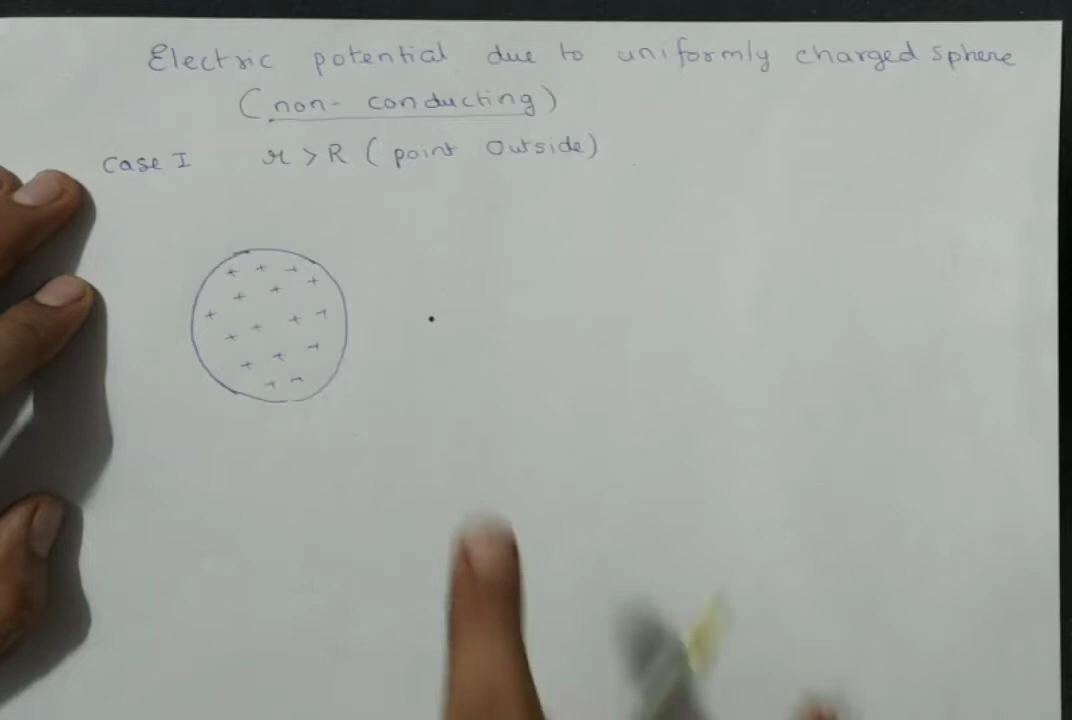 Electric potential due to uniformly charged sphere
(non-conducting)
Case I r > R (point Outside)
+ + + +
+ +
+ + + +
+ +
+ + +
+ +